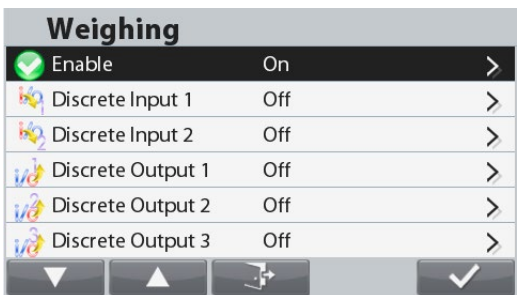 Weighing
Enable On
Discrete Input 1 Off
Discrete Input 2 Off
Discrete Output 1 Off
Discrete Output 2 Off
Discrete Output 3 Off